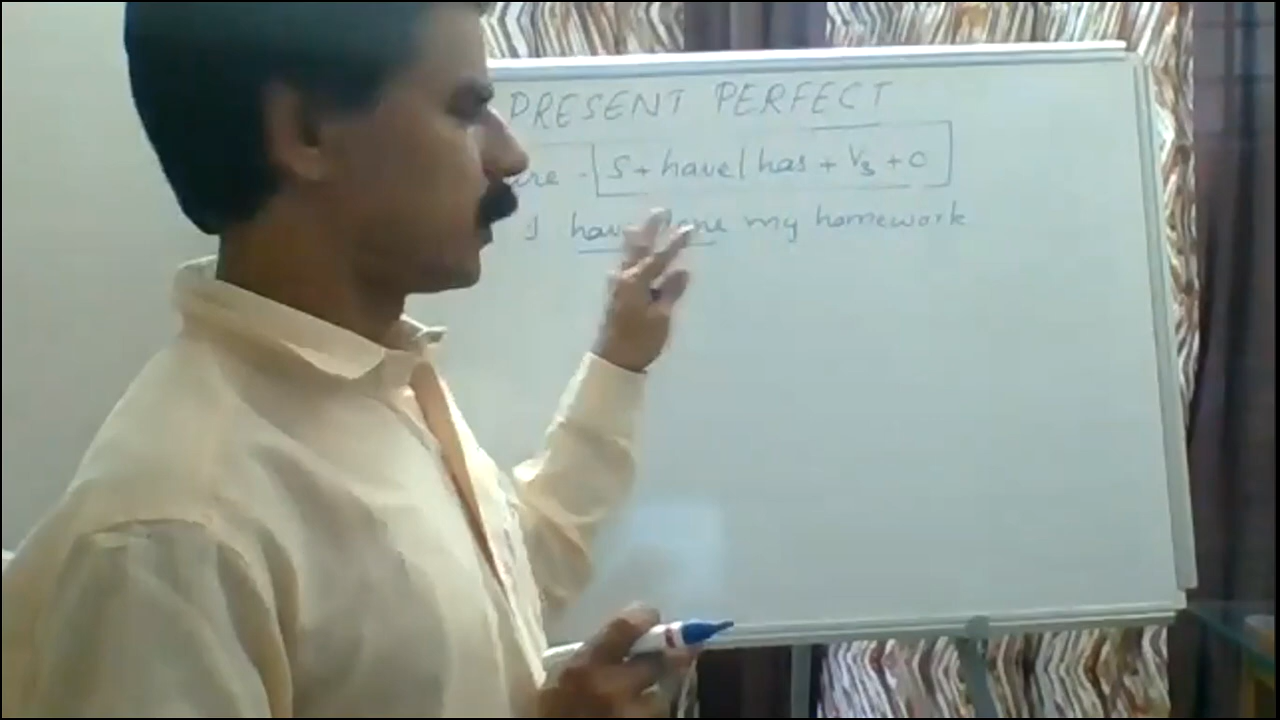 PRESENT PERFECT
S + have/has + V3 + O
I my homework